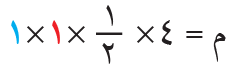 ١ × ١ × ١/٢ × ٤ = م